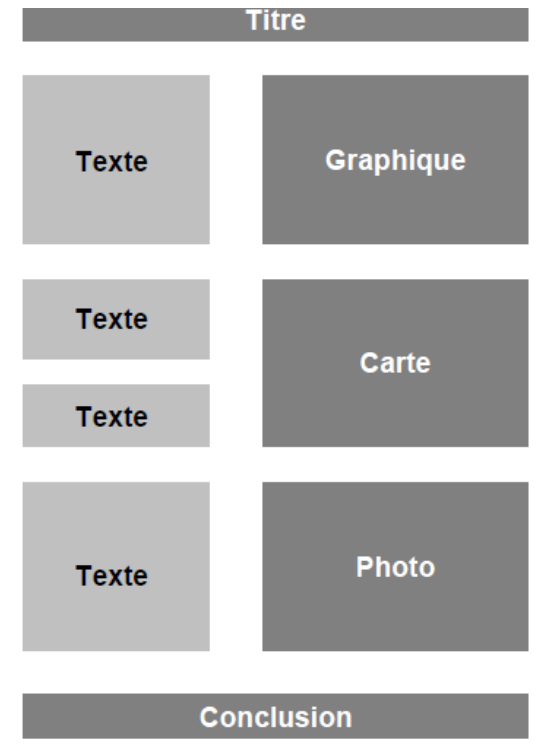 Titre
Texte
Graphique
Texte
Carte
Texte
Texte
Photo
Conclusion